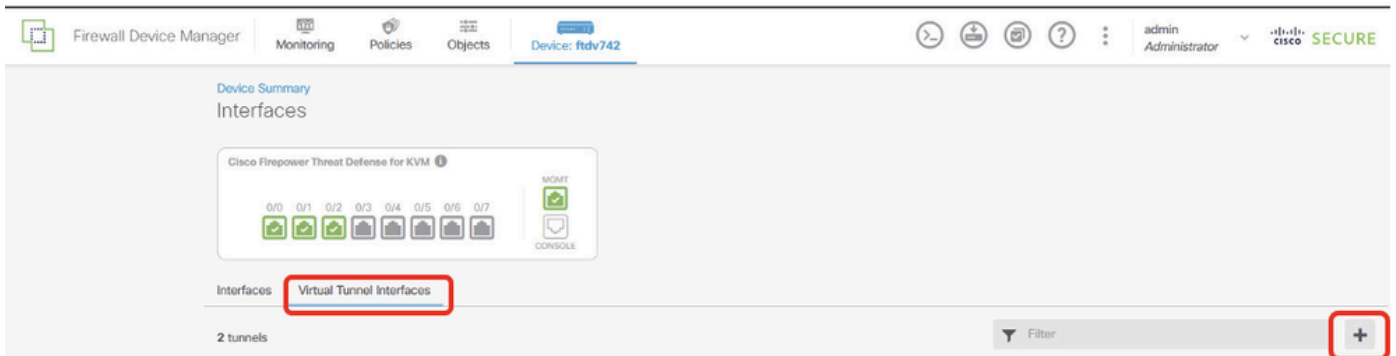 Firewall Device Manager Monitoring Policies Objects Device: ftdv742 admin Administrator cisco SECURE
Device Summary
Interfaces
Cisco Firepower Threat Defense for KVM
MGMT
0/0 0/1 0/2 0/3 0/4 0/5 0/6 0/7
CONSOLE
Interfaces Virtual Tunnel Interfaces
2 tunnels Filter +